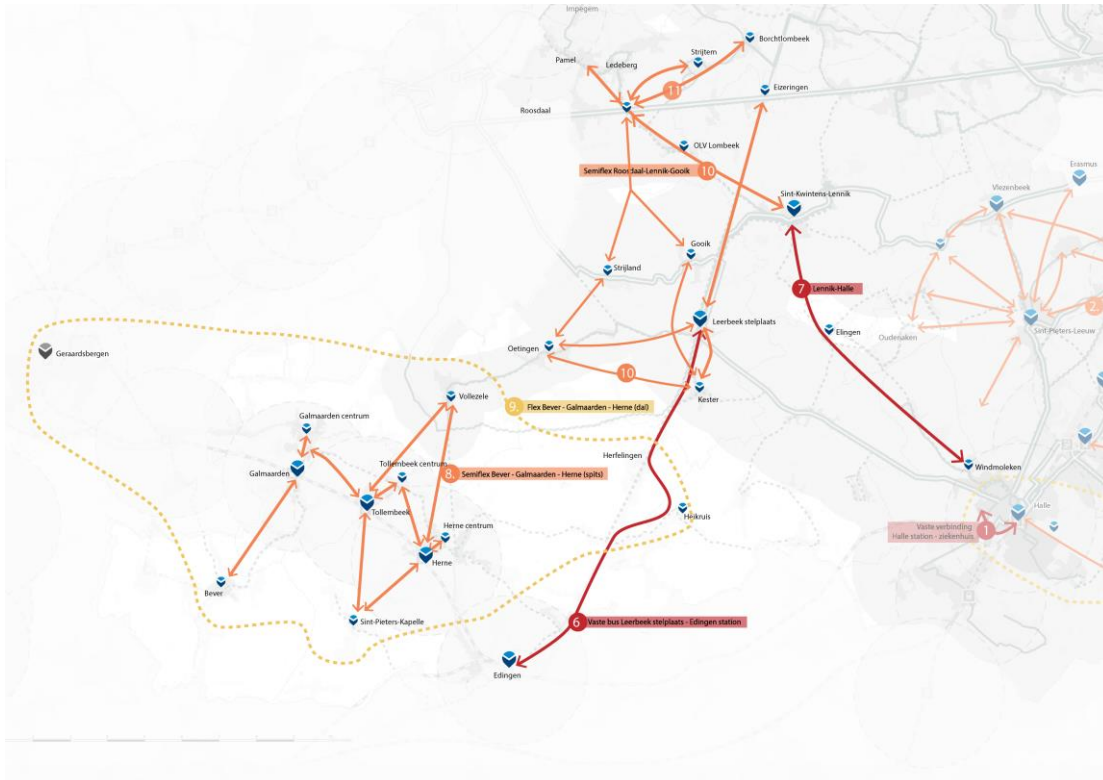 Impegem
Borchtlombeek
Strijtem
Pamel
Ledeberg
11
Eizeringen
Roosdaal
OLV Lombeek
Erasmus
Semiflex Roosdaal-Lennik-Gooik
10
Vlezenbeek
Sint-Kwintens-Lennik
Gooik
Strijland
7
Lennik-Halle
2.
Leerbeek stelplaats
Elingen
Sint-Pieters-Leeuw
Oudenaken
Oetingen
Geraardsbergen
10
Kester
Vollezele
9.
Flex Bever - Galmaarden - Herne (dal)
Galmaarden centrum
Herfelingen
Tollembeek centrum
Galmaarden
8.
Semiflex Bever - Galmaarden - Herne (spits)
Windmoleken
Tollembeek
Heikruis
Halle
Herne centrum
Vaste verbinding
Halle station - ziekenhuis
1
Herne
Bever
Sint-Pieters-Kapelle
6
Vaste bus Leerbeek stelplaats - Edingen station
Edingen